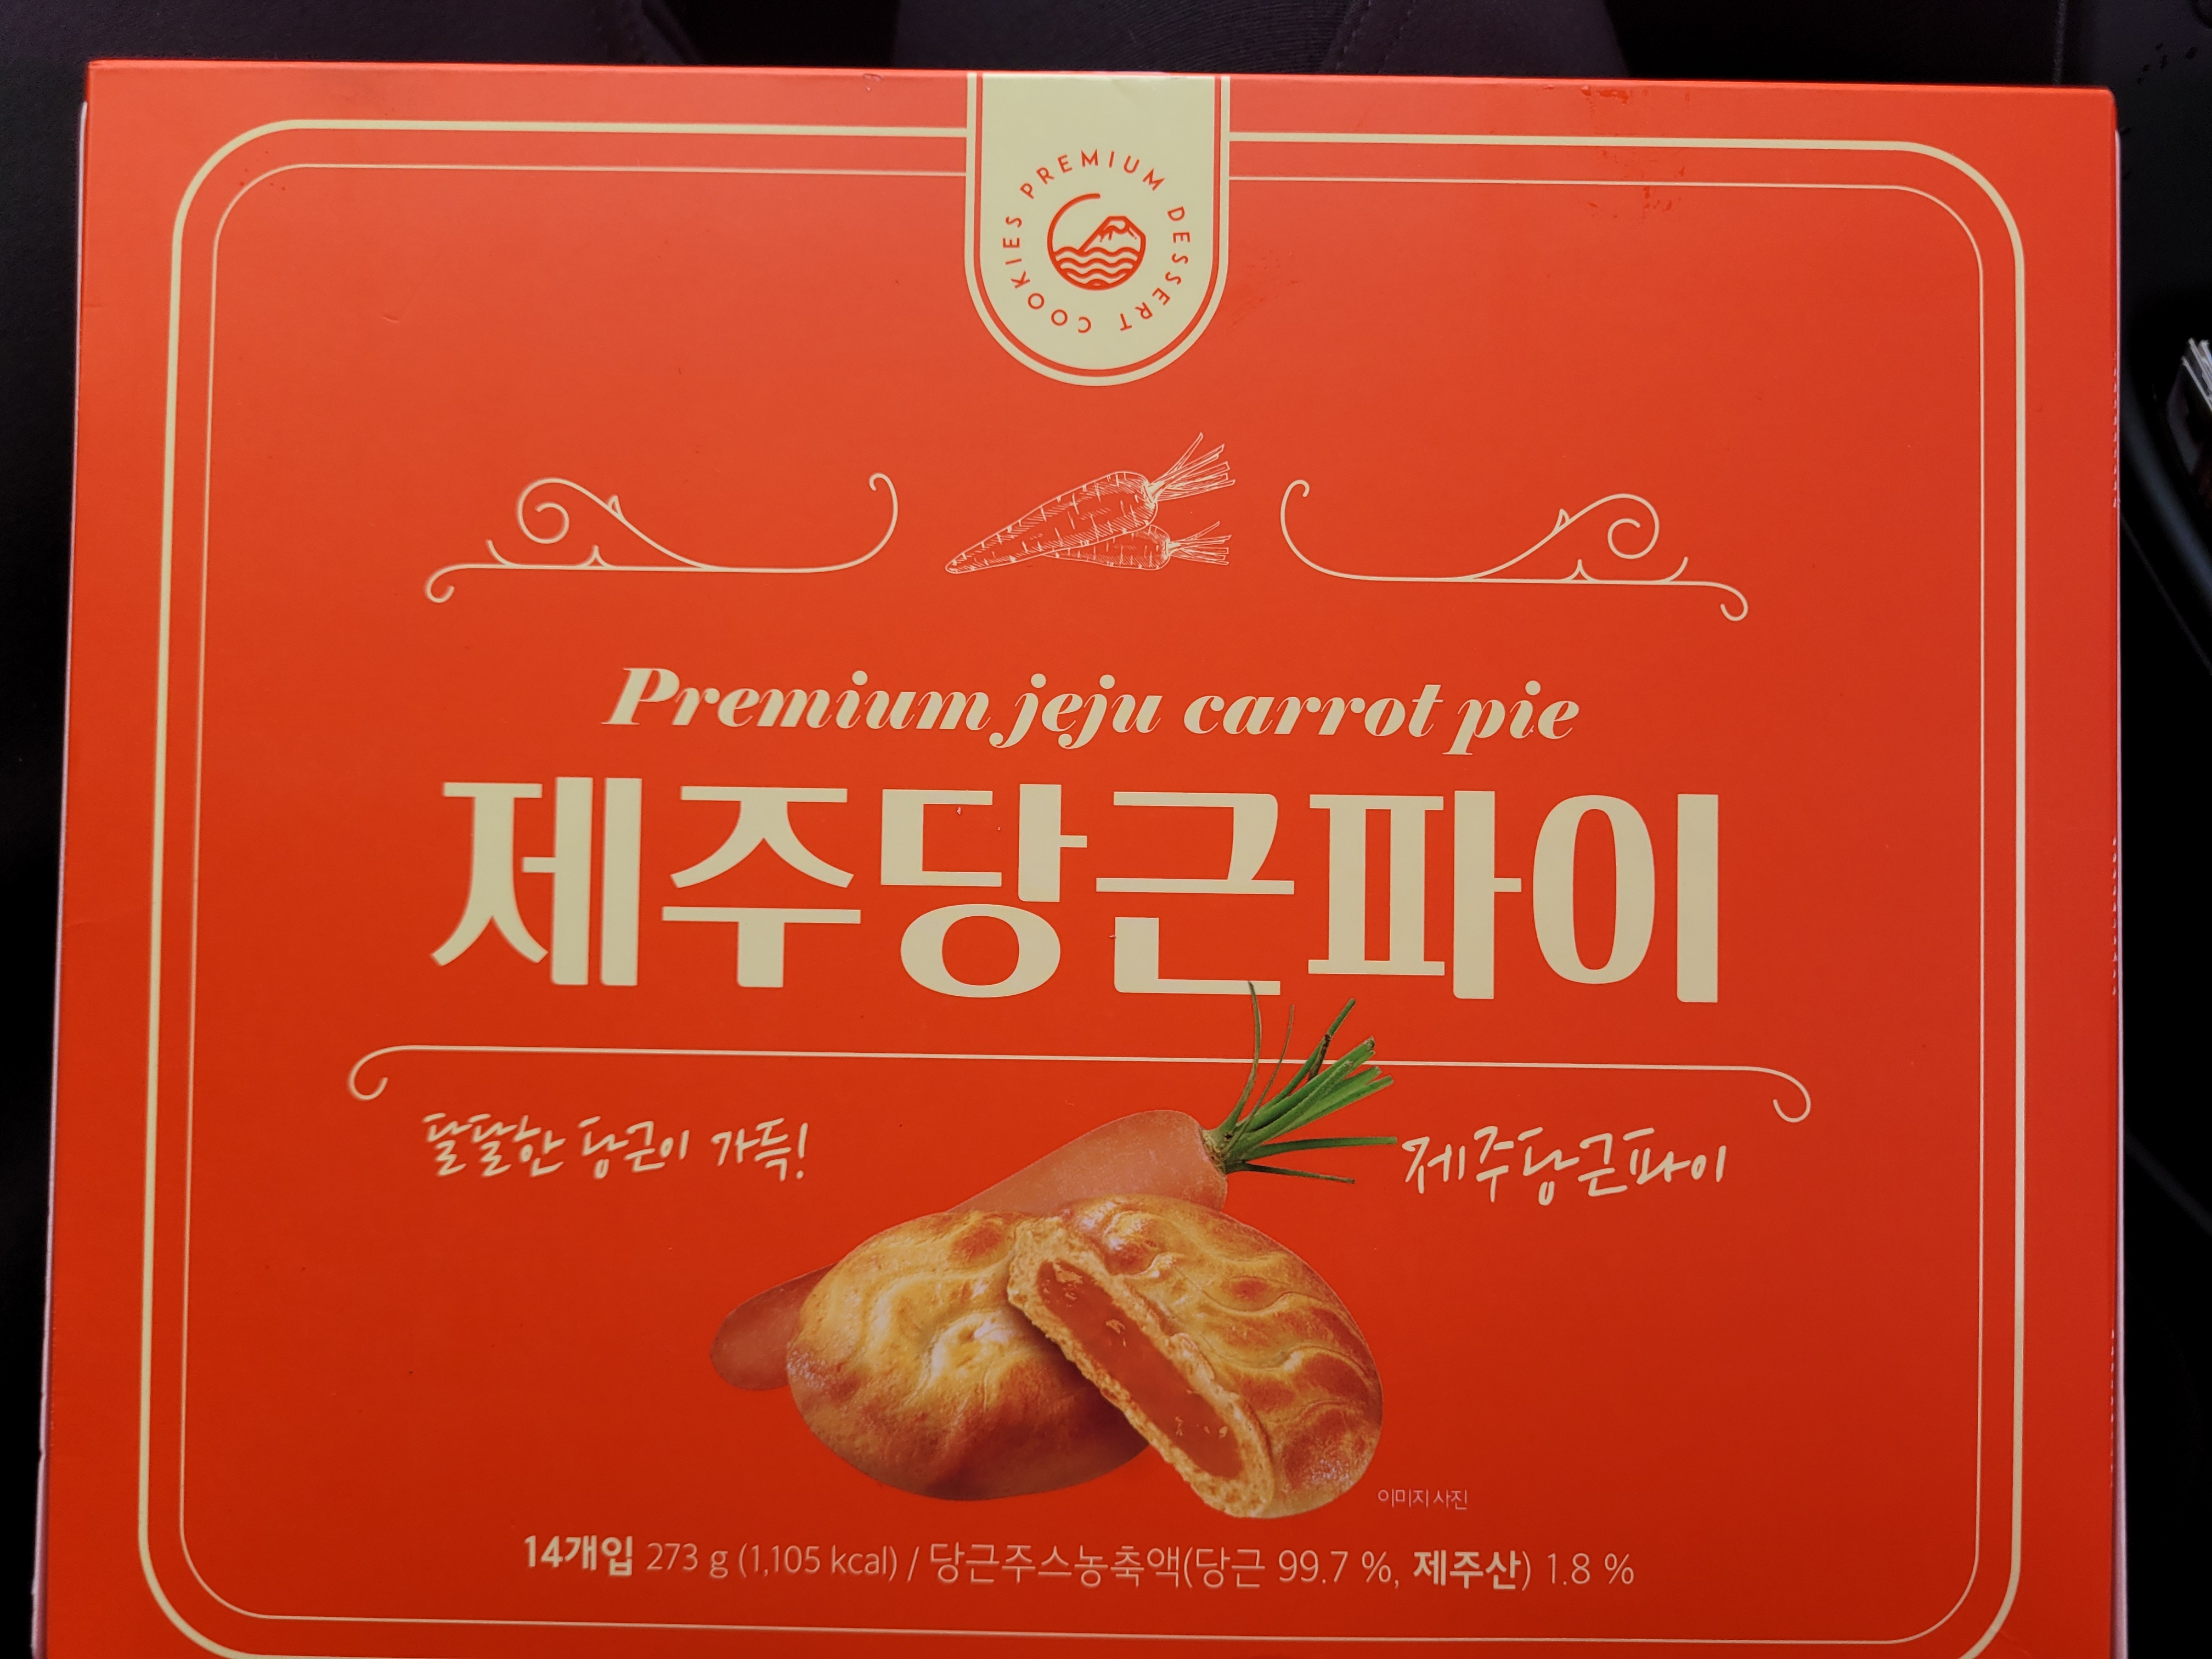 PREMIUM DESSERT COOKIES
Premium jeju carrot pie
제주당근파이
달달한 당근이 가득!
제주당근파이
이미지 사진
14개입 273 g (1,105 kcal) / 당근주스농축액(당근 99.7 %, 제주산) 1.8 %